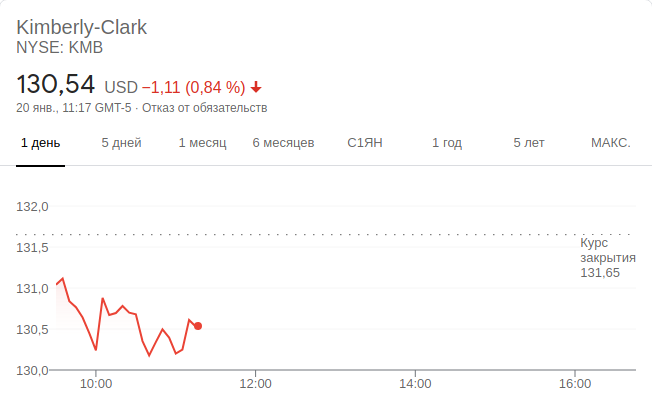 Kimberly-Clark
NYSE: KMB
130,54 USD −1,11 (0,84 %)
20 янв., 11:17 GMT-5 · Отказ от обязательств
1 день 5 дней 1 месяц 6 месяцев С1ЯН 1 год 5 лет МАКС.
132,0
131,5
131,0
130,5
130,0
Курс
закрытия
131,65
10:00 12:00 14:00 16:00